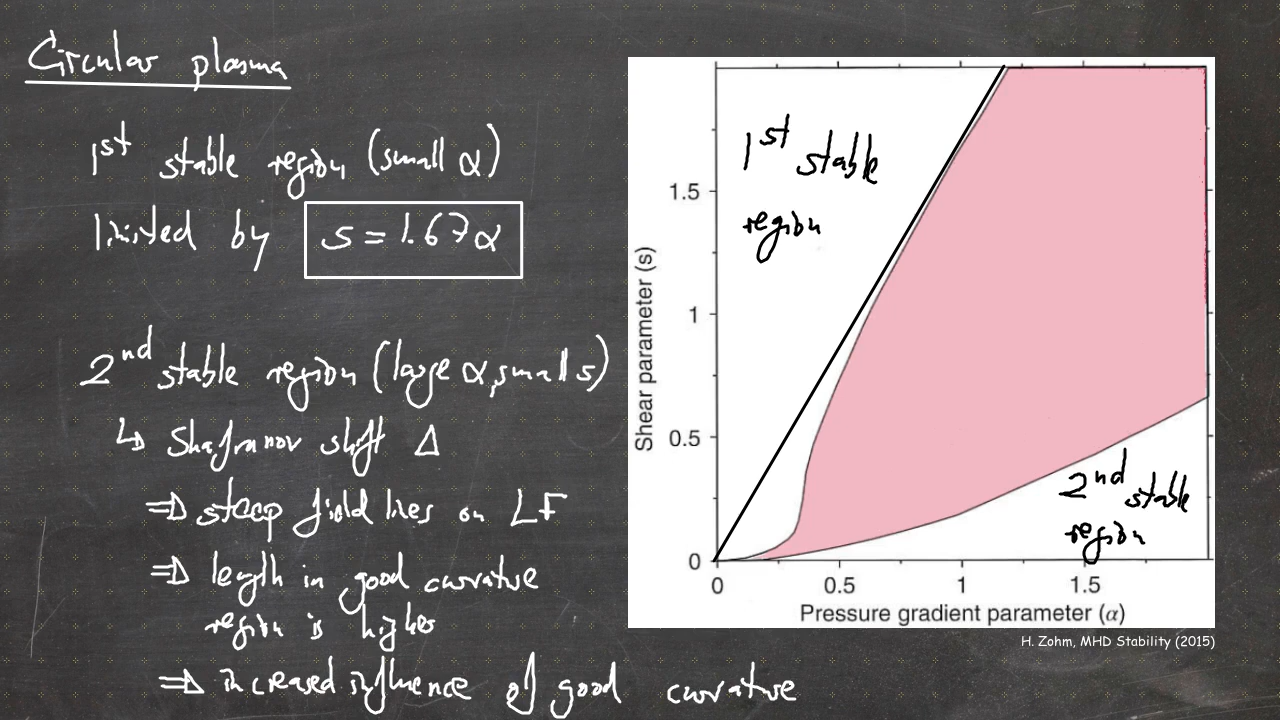 Circular plasma
1st stable region (small α)
limited by s = 1.67α
2nd stable region (large α, small s)
↳ Shafranov shift Δ
⇒ steep field lines on LF
⇒ length in good curvature
region is higher
⇒ increased influence of good curvature
1st stable
region
2nd stable
region
Shear parameter (s)
1.5
1
0.5
0
0 0.5 1 1.5
Pressure gradient parameter (α)
H. Zohm, MHD Stability (2015)